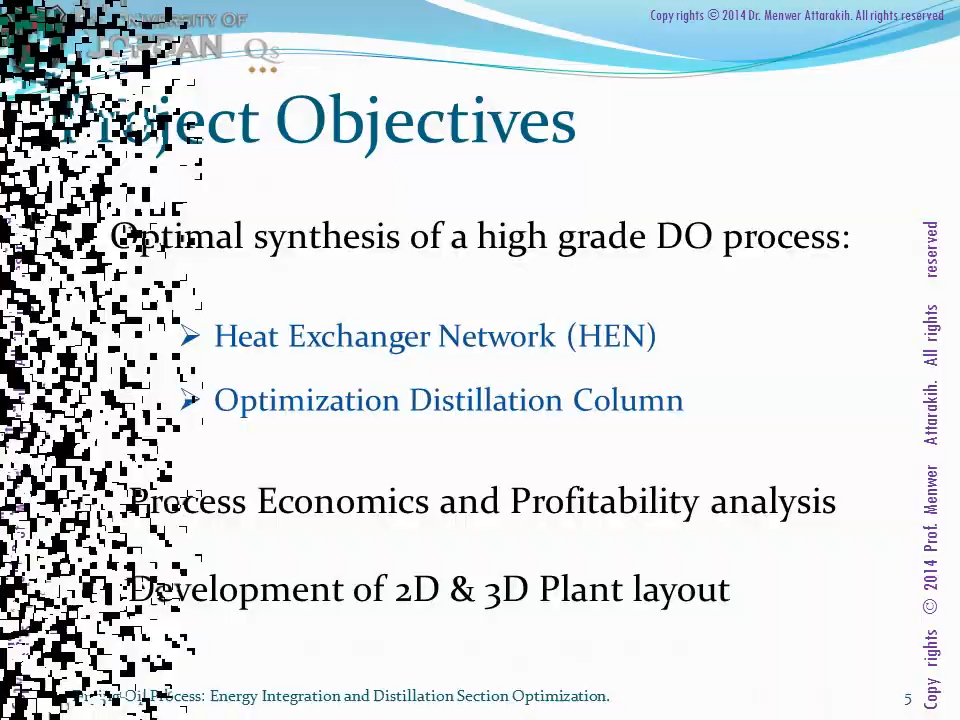 UNIVERSITY OF
JORDAN QS
Copy rights © 2014 Dr. Menwer Attarakih. All rights reserved
Project Objectives
Optimal synthesis of a high grade DO process:
➢ Heat Exchanger Network (HEN)
➢ Optimization Distillation Column
Process Economics and Profitability analysis
Development of 2D & 3D Plant layout
Oil Process: Energy Integration and Distillation Section Optimization.
5
Copy rights © 2014 Prof. Menwer Attarakih. All rights reserved